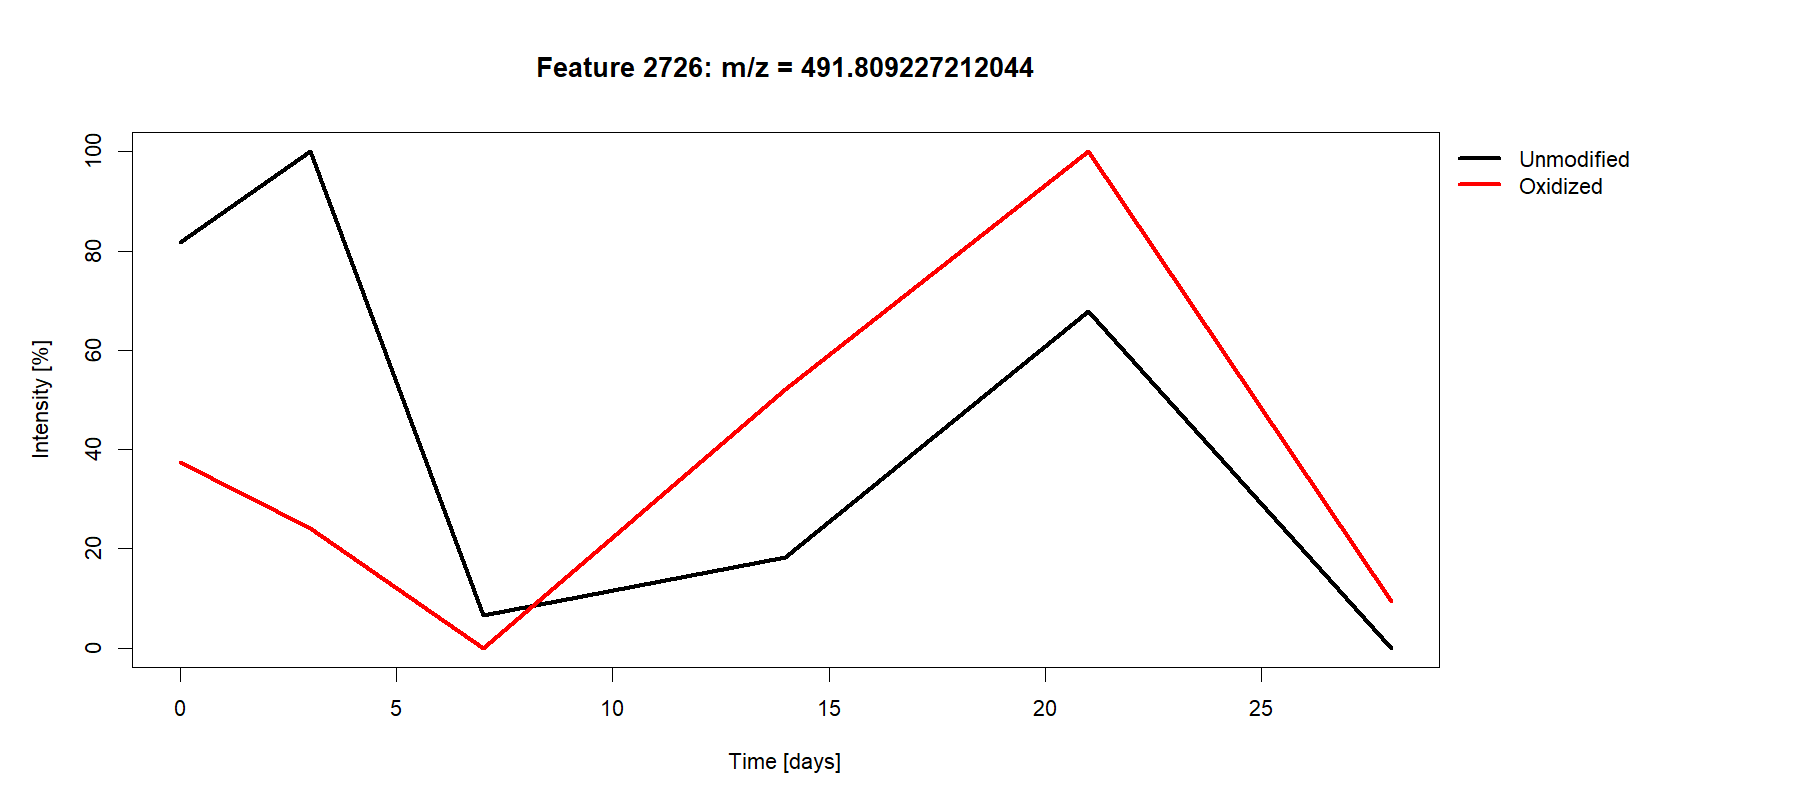 Feature 2726: m/z = 491.809227212044
Unmodified
Oxidized
Intensity [%]
100
80
60
40
20
0
0 5 10 15 20 25
Time [days]